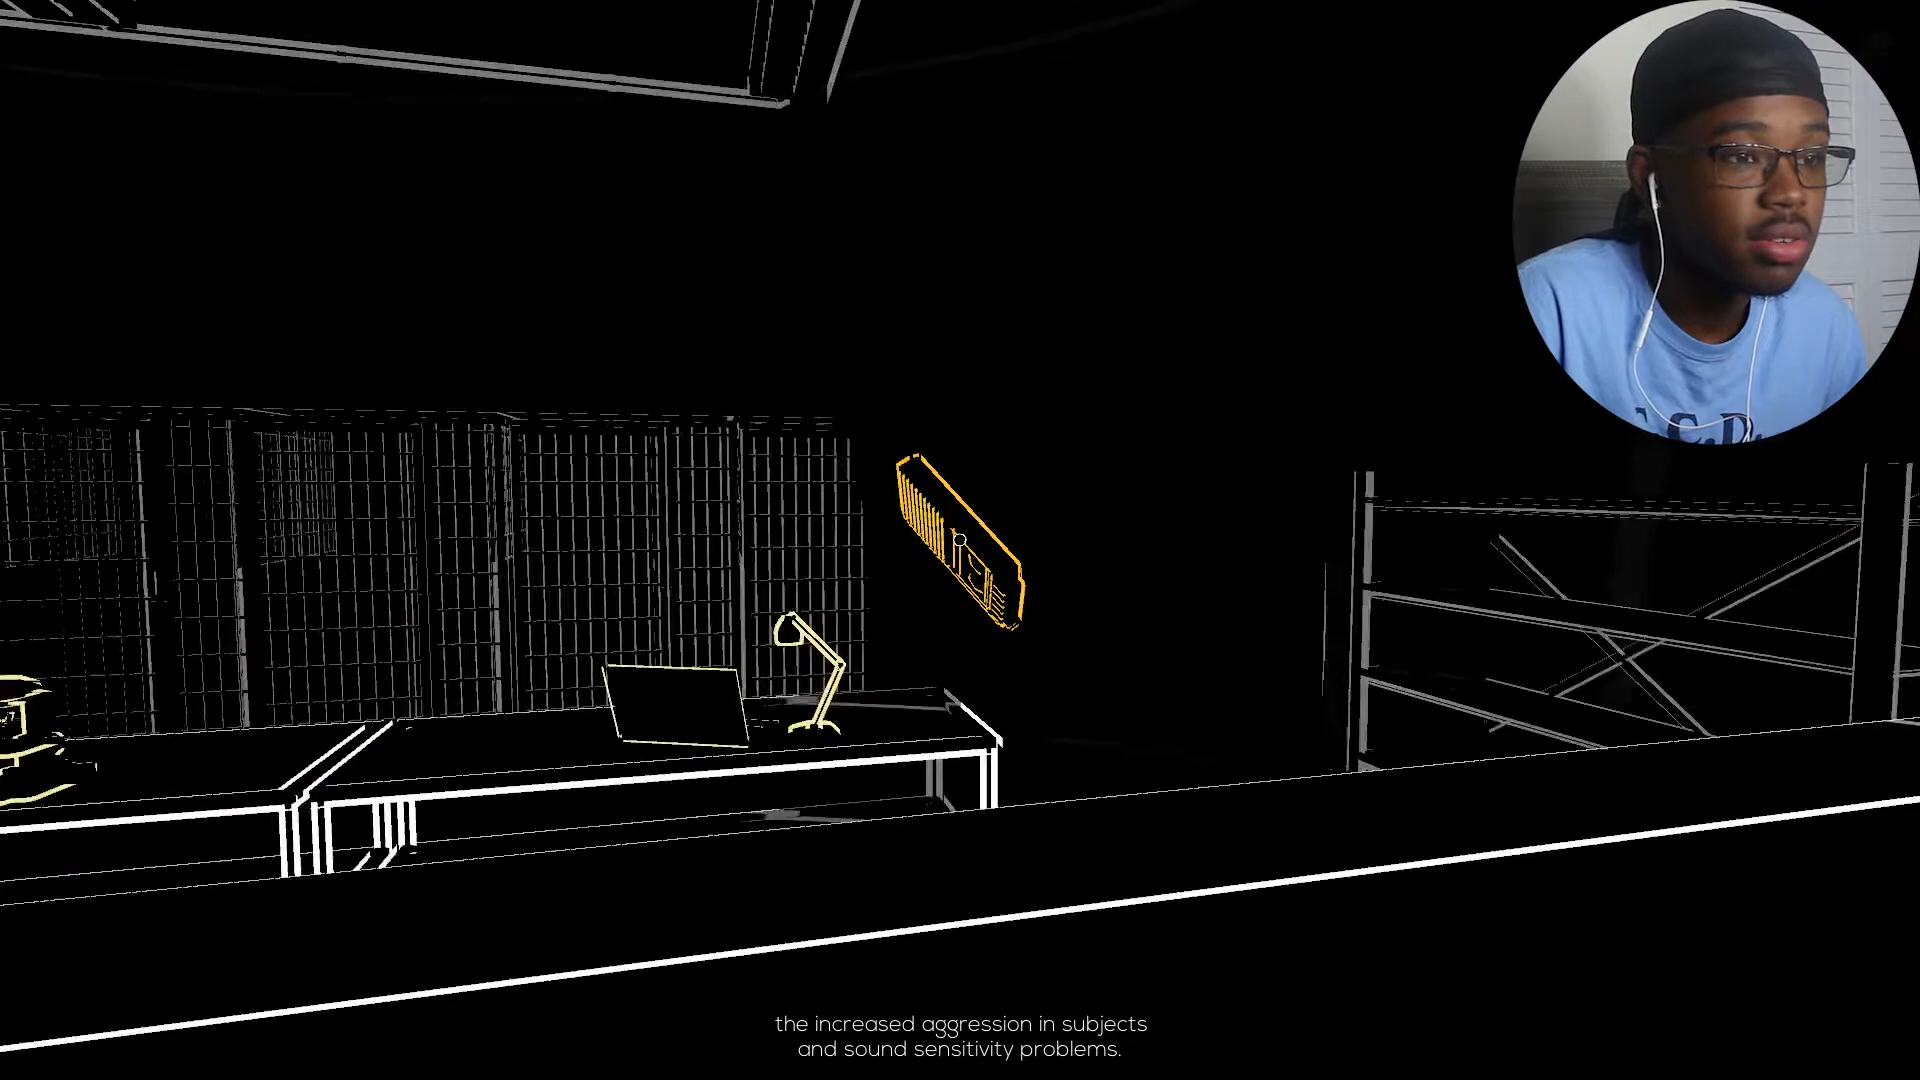 the increased aggression in subjects
and sound sensitivity problems.